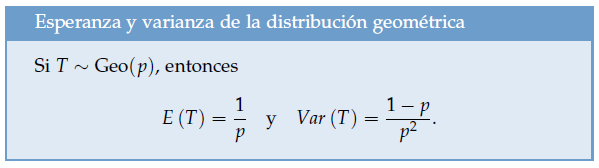 Esperanza y varianza de la distribución geométrica
Si T ∼ Geo(p), entonces
E (T) = 1/p y Var (T) = (1 − p)/p².